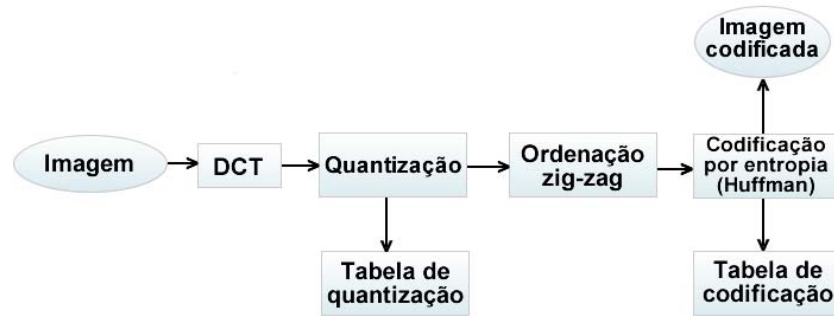 Imagem
codificada
Imagem
DCT
Quantização
Ordenação
zig-zag
Codificação
por entropia
(Huffman)
Tabela de
quantização
Tabela de
codificação